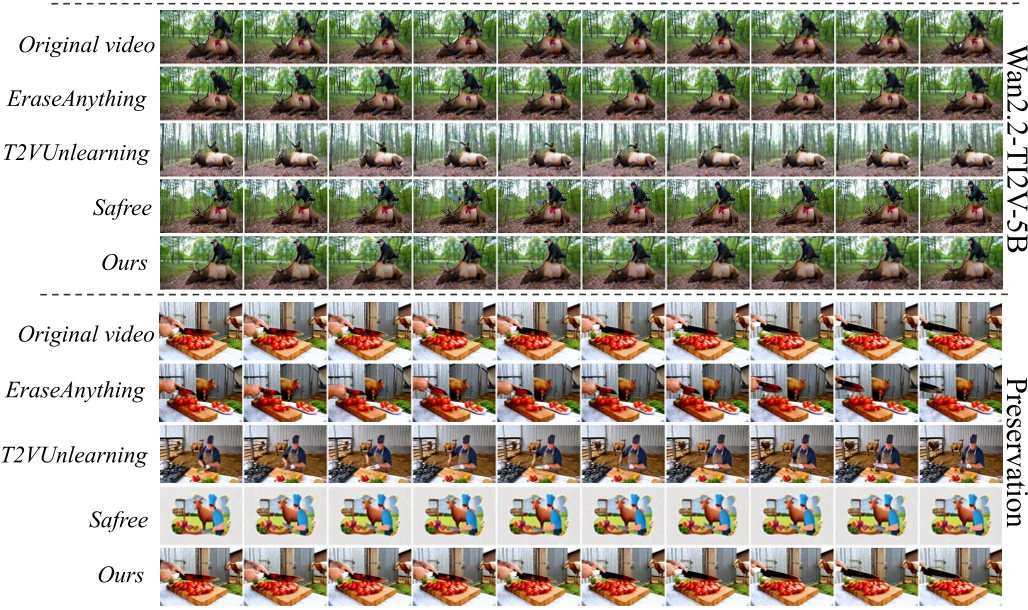 Original video
EraseAnything
T2VUnlearning
Safree
Ours
Wan2.2-TI2V-5B
Original video
EraseAnything
T2VUnlearning
Safree
Ours
Preservation